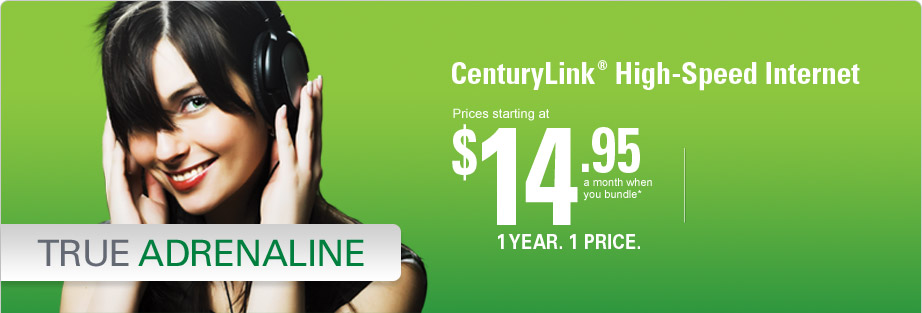 CenturyLink® High-Speed Internet
Prices starting at
$14.95
a month when
you bundle*
1 YEAR. 1 PRICE.
TRUE ADRENALINE